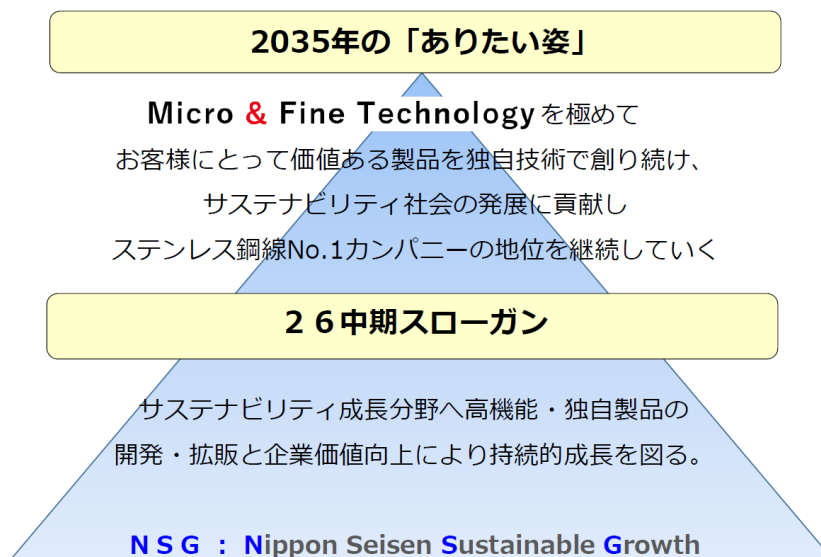 2035年の「ありたい姿」
Micro & Fine Technologyを極めて
お客様にとって価値ある製品を独自技術で創り続け、
サステナビリティ社会の発展に貢献し
ステンレス鋼線No.1カンパニーの地位を継続していく
２６中期スローガン
サステナビリティ成長分野へ高機能・独自製品の
開発・拡販と企業価値向上により持続的成長を図る。
ＮＳＧ ： Nippon Seisen Sustainable Growth